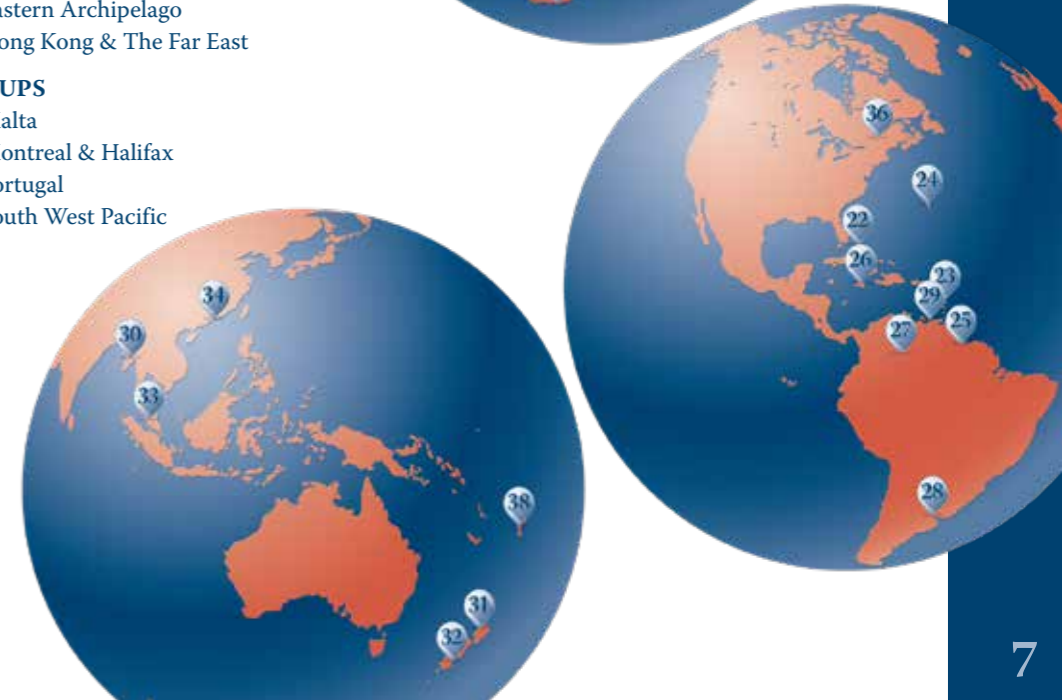 astern Archipelago
ong Kong & The Far East
UPS
alta
ontreal & Halifax
ortugal
outh West Pacific
36
24
22
26
23
29
25
27
28
34
30
33
38
31
32
7